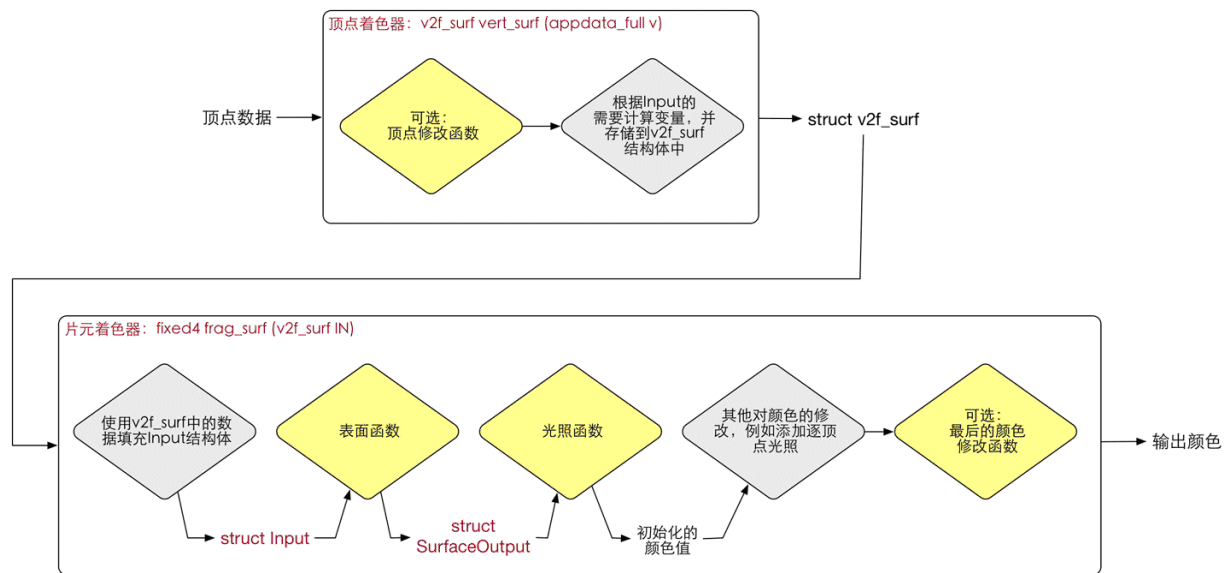 顶点着色器：v2f_surf vert_surf (appdata_full v)
顶点数据
可选：
顶点修改函数
根据Input的
需要计算变量，并
存储到v2f_surf
结构体中
struct v2f_surf
片元着色器：fixed4 frag_surf (v2f_surf IN)
使用v2f_surf中的数
据填充Input结构体
struct Input
表面函数
struct
SurfaceOutput
光照函数
初始化的
颜色值
其他对颜色的修
改，例如添加逐顶
点光照
可选：
最后的颜色
修改函数
输出颜色